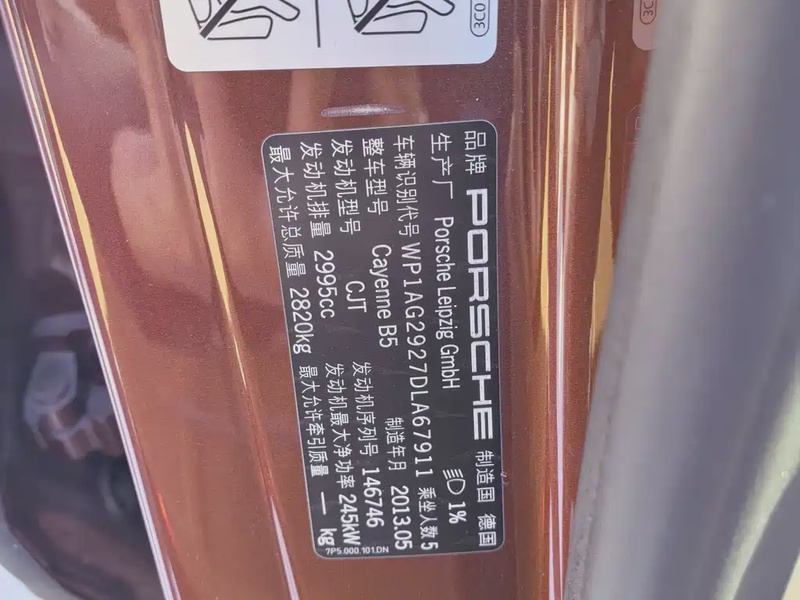 品牌 PORSCHE 制造国 德国
生产厂 Porsche Leipzig GmbH 1%
车辆识别代号 WP1AG2927DLA67911 乘坐人数 5
整车型号 Cayenne B5 制造年月 2013.05
发动机型号 CJT 发动机序列号 146746
发动机排量 2995cc 发动机最大净功率 245kW
最大允许总质量 2820kg 最大允许牵引质量 — kg
7P5.000.101.DN
3C0
3C